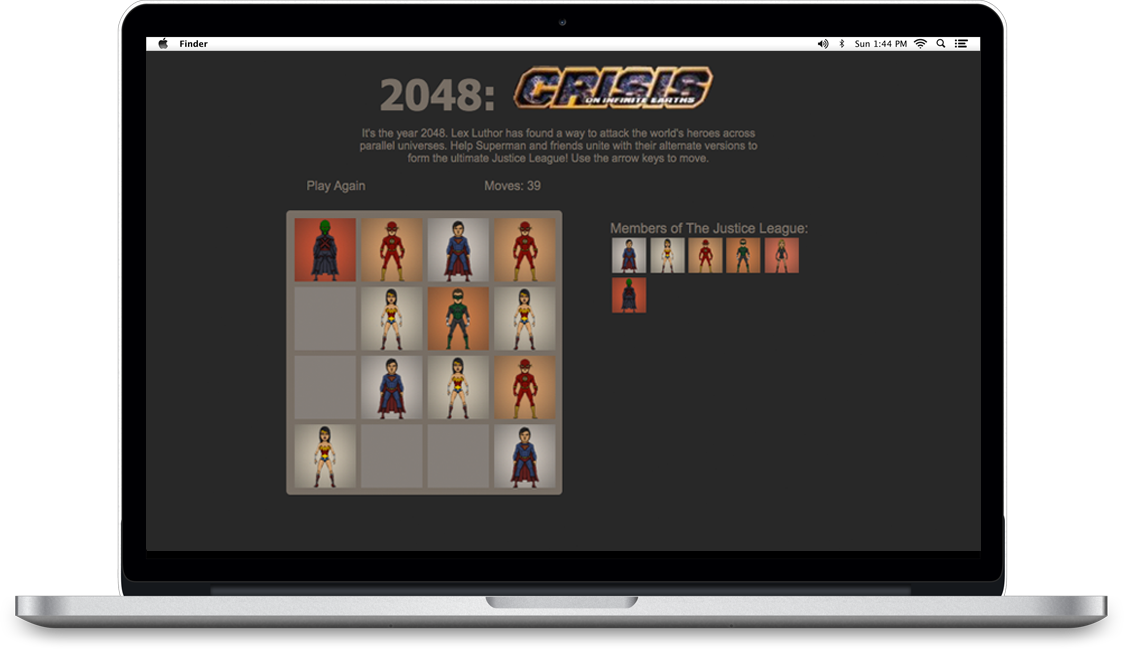 Finder
Sun 1:44 PM
2048: CRISIS
ON INFINITE EARTHS
It's the year 2048. Lex Luthor has found a way to attack the world's heroes across
parallel universes. Help Superman and friends unite with their alternate versions to
form the ultimate Justice League! Use the arrow keys to move.
Play Again
Moves: 39
Members of The Justice League: